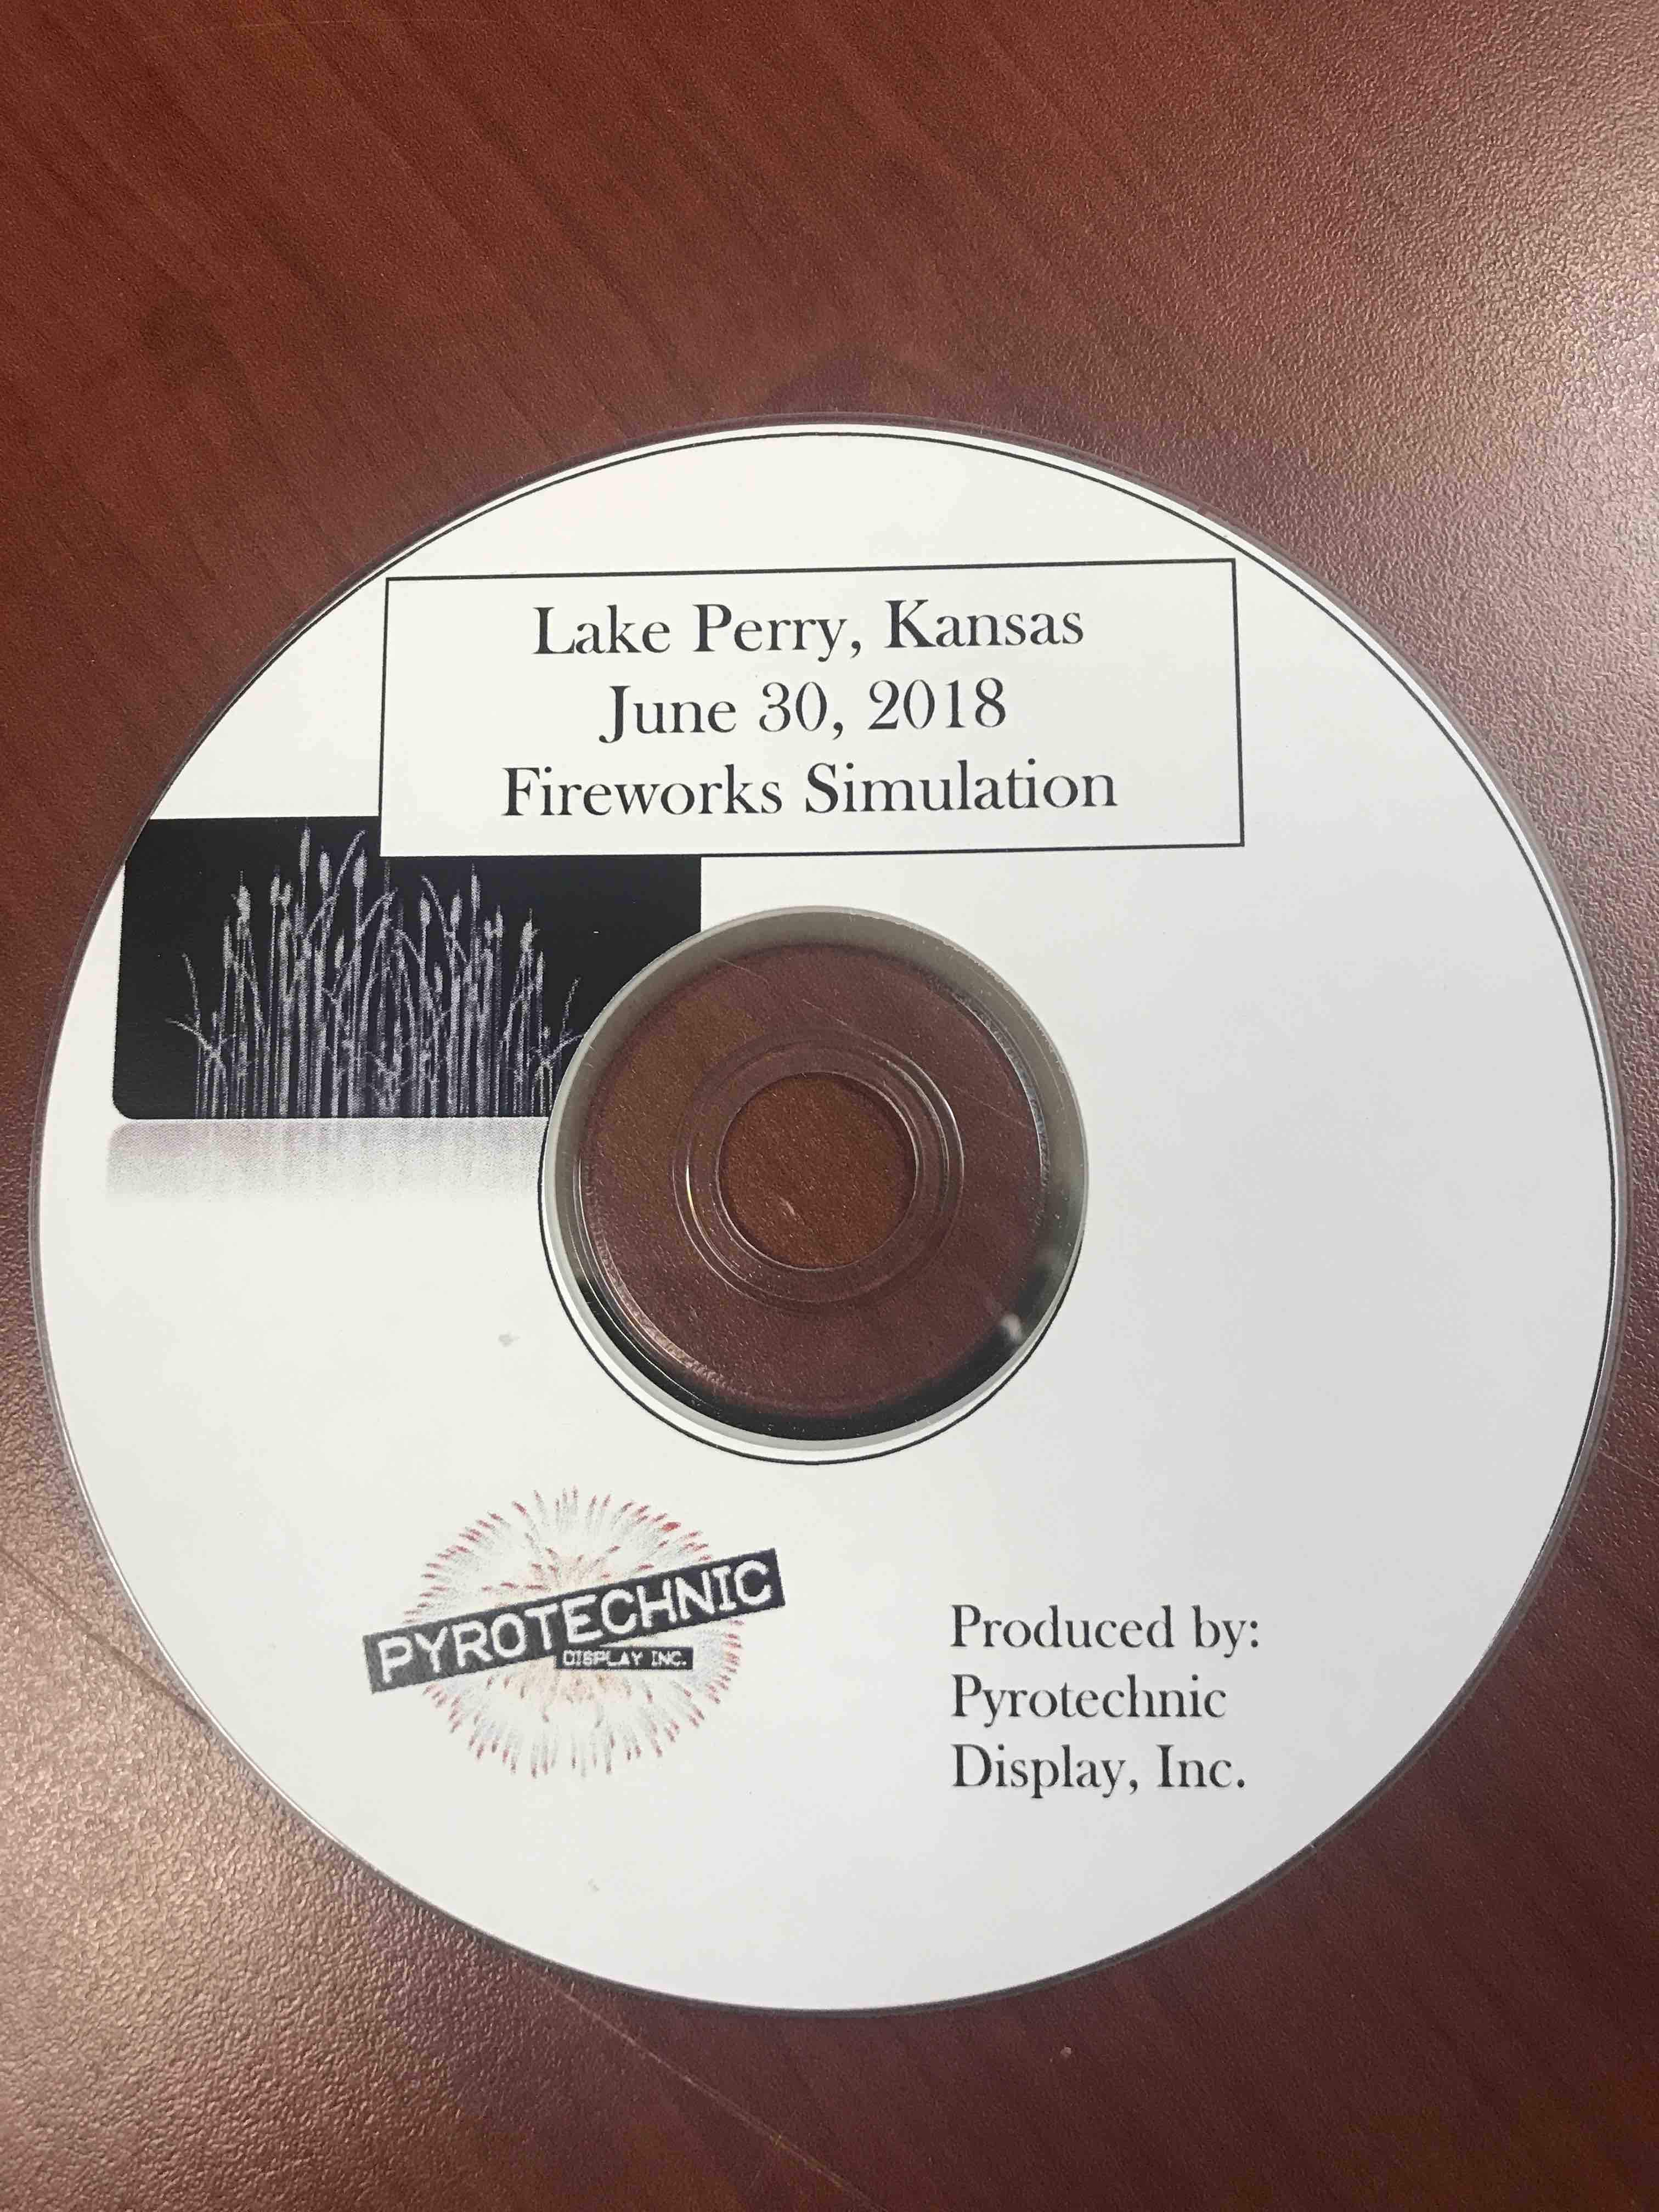 Lake Perry, Kansas
June 30, 2018
Fireworks Simulation
PYROTECHNIC
DISPLAY INC.
Produced by:
Pyrotechnic
Display, Inc.